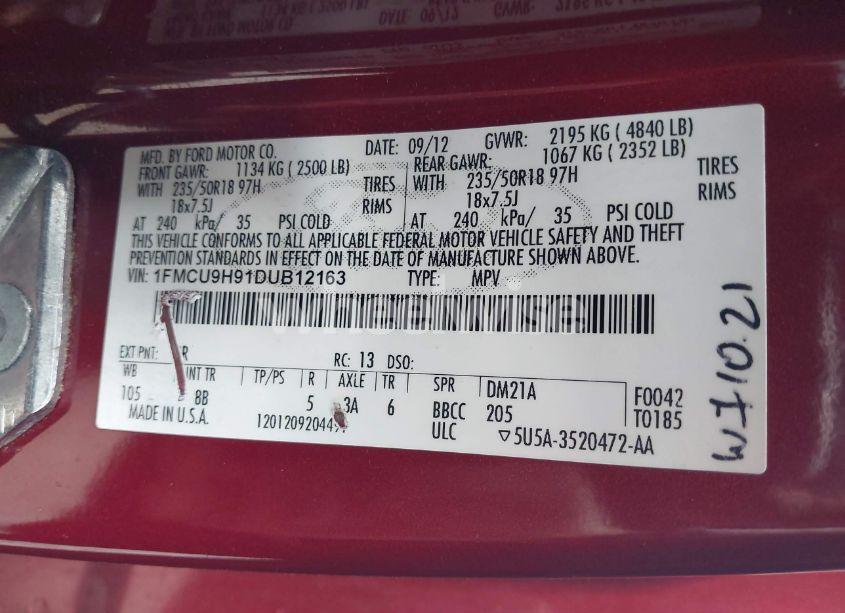 MFD. BY FORD MOTOR CO. DATE: 09/12 GVWR: 2195 KG ( 4840 LB)
FRONT GAWR: 1134 KG ( 2500 LB) REAR GAWR: 1067 KG ( 2352 LB)
WITH 235/50R18 97H TIRES WITH 235/50R18 97H TIRES
18x7.5J RIMS 18x7.5J RIMS
AT 240 kPa/ 35 PSI COLD AT 240 kPa/ 35 PSI COLD
THIS VEHICLE CONFORMS TO ALL APPLICABLE FEDERAL MOTOR VEHICLE SAFETY AND THEFT
PREVENTION STANDARDS IN EFFECT ON THE DATE OF MANUFACTURE SHOWN ABOVE.
VIN: 1FMCU9H91DUB12163 TYPE: MPV
EXT PNT: R RC: 13 DSO:
WB INT TR TP/PS R AXLE TR SPR DM21A F0042
105 8B 5 3A 6 BBCC 205 T0185
MADE IN U.S.A. ULC ▽5U5A-3520472-AA
W710.21